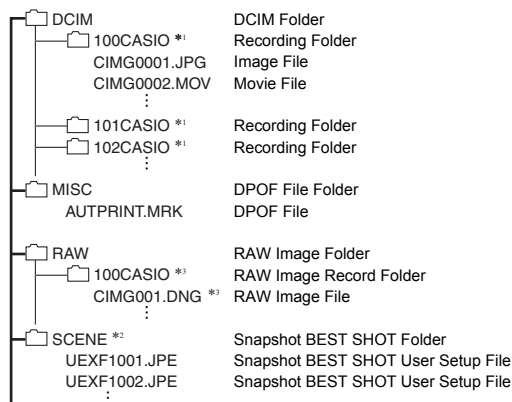 DCIM DCIM Folder
100CASIO *1 Recording Folder
CIMG0001.JPG Image File
CIMG0002.MOV Movie File
101CASIO *1 Recording Folder
102CASIO *1 Recording Folder
MISC DPOF File Folder
AUTPRINT.MRK DPOF File
RAW RAW Image Folder
100CASIO *3 RAW Image Record Folder
CIMG001.DNG *3 RAW Image File
SCENE *2 Snapshot BEST SHOT Folder
UEXF1001.JPE Snapshot BEST SHOT User Setup File
UEXF1002.JPE Snapshot BEST SHOT User Setup File